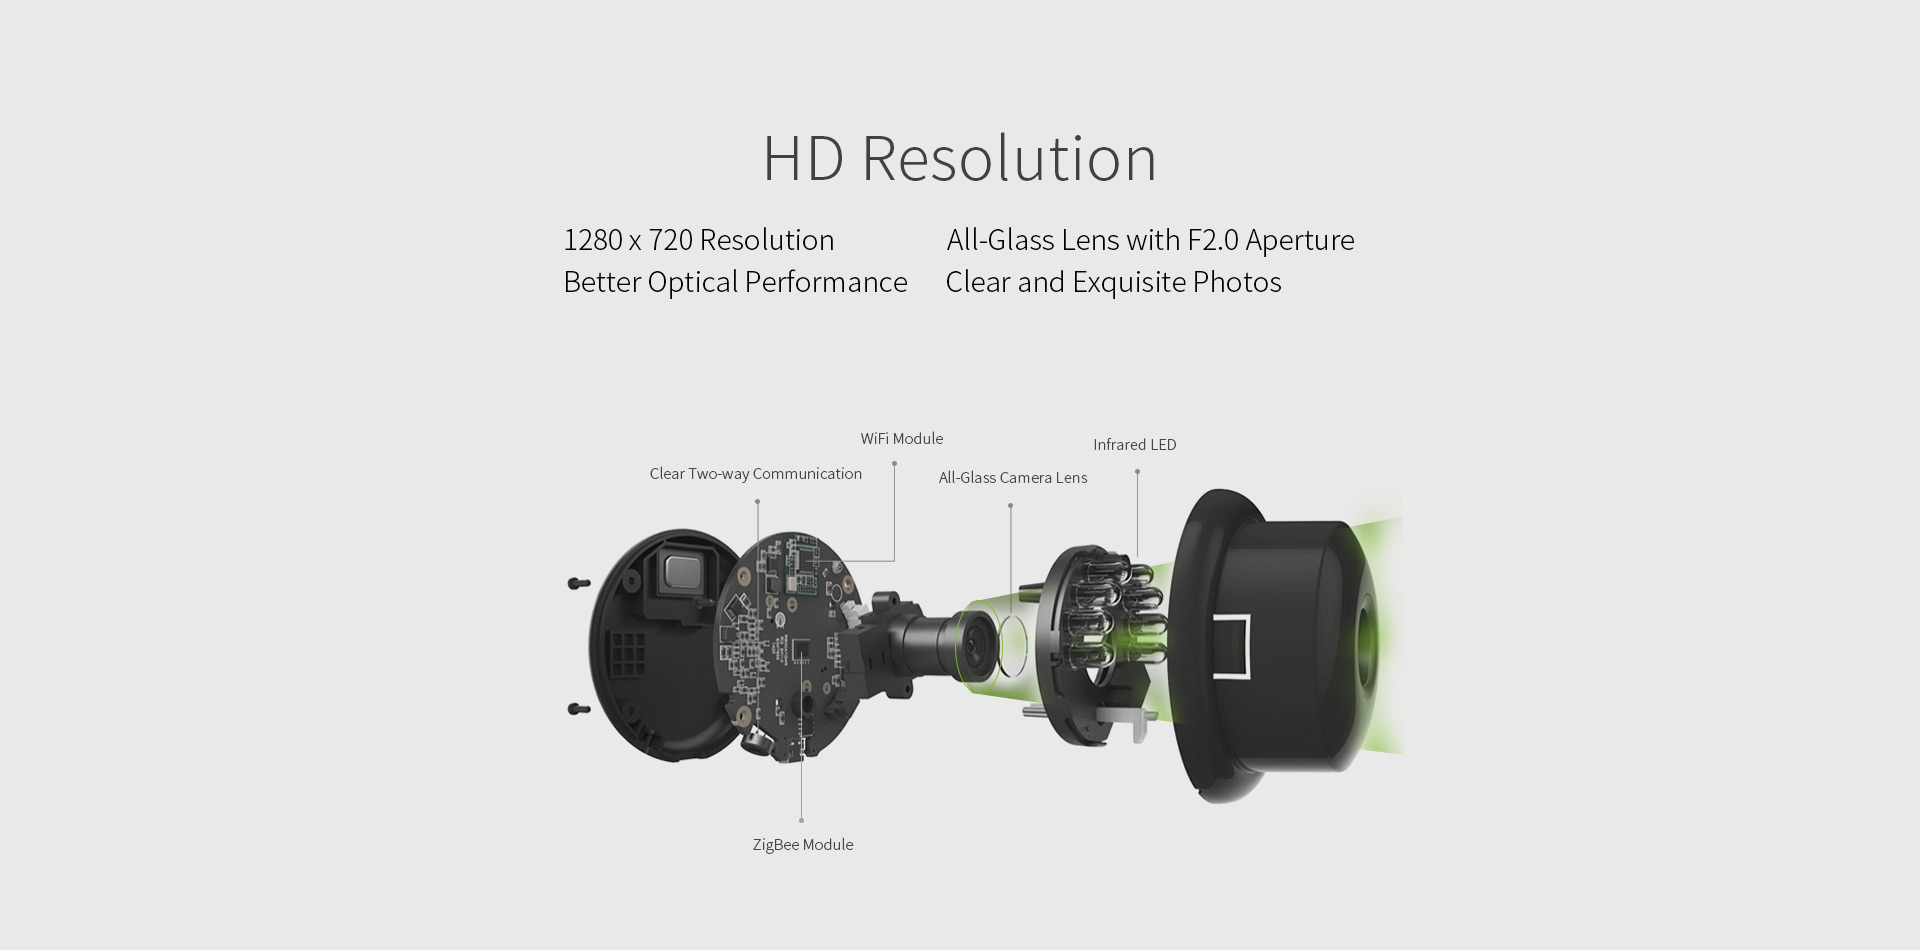 HD Resolution
1280 x 720 Resolution
All-Glass Lens with F2.0 Aperture
Better Optical Performance
Clear and Exquisite Photos
WiFi Module
Infrared LED
Clear Two-way Communication
All-Glass Camera Lens
ZigBee Module